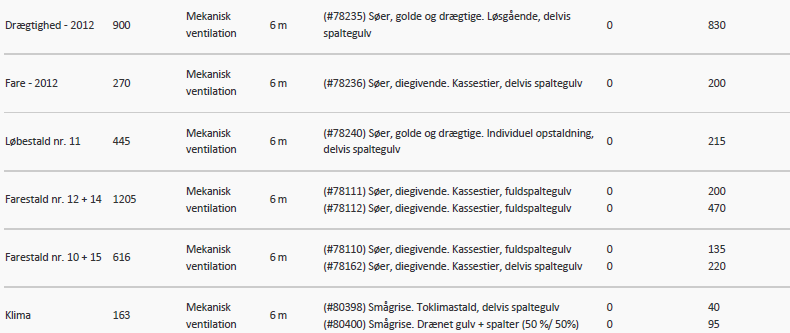 Drægtighed - 2012 900 Mekanisk ventilation 6 m (#78235) Søer, golde og drægtige. Løsgående, delvis spaltegulv 0 830
Fare - 2012 270 Mekanisk ventilation 6 m (#78236) Søer, diegivende. Kassestier, delvis spaltegulv 0 200
Løbestald nr. 11 445 Mekanisk ventilation 6 m (#78240) Søer, golde og drægtige. Individuel opstaldning, delvis spaltegulv 0 215
Farestald nr. 12 + 14 1205 Mekanisk ventilation 6 m (#78111) Søer, diegivende. Kassestier, fuldspaltegulv 0 200
(#78112) Søer, diegivende. Kassestier, fuldspaltegulv 0 470
Farestald nr. 10 + 15 616 Mekanisk ventilation 6 m (#78110) Søer, diegivende. Kassestier, fuldspaltegulv 0 135
(#78162) Søer, diegivende. Kassestier, delvis spaltegulv 0 220
Klima 163 Mekanisk ventilation 6 m (#80398) Smågrise. Toklimastald, delvis spaltegulv 0 40
(#80400) Smågrise. Drænet gulv + spalter (50 %/ 50%) 0 95